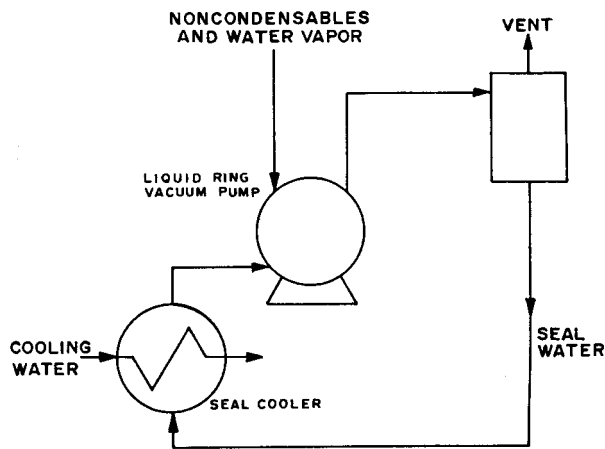 NONCONDENSABLES
AND WATER VAPOR
VENT
LIQUID RING
VACUUM PUMP
SEAL
WATER
COOLING
WATER
SEAL COOLER